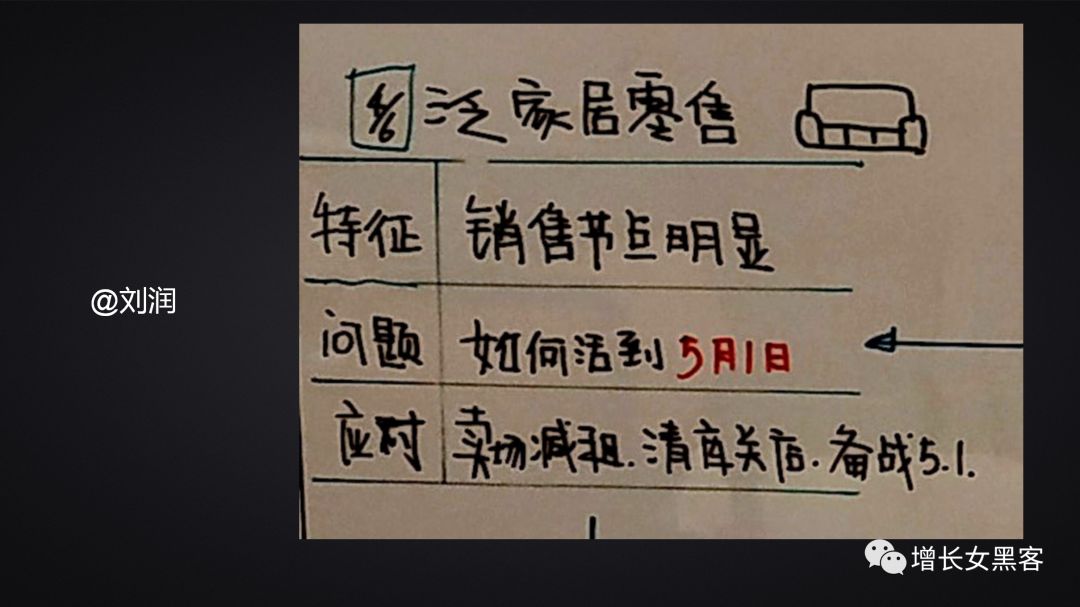 泛家居零售
特征 销售节点明显
@刘润
问题 如何活到5月1日
应对 卖场减租.清库关店.备战5.1.
增长女黑客